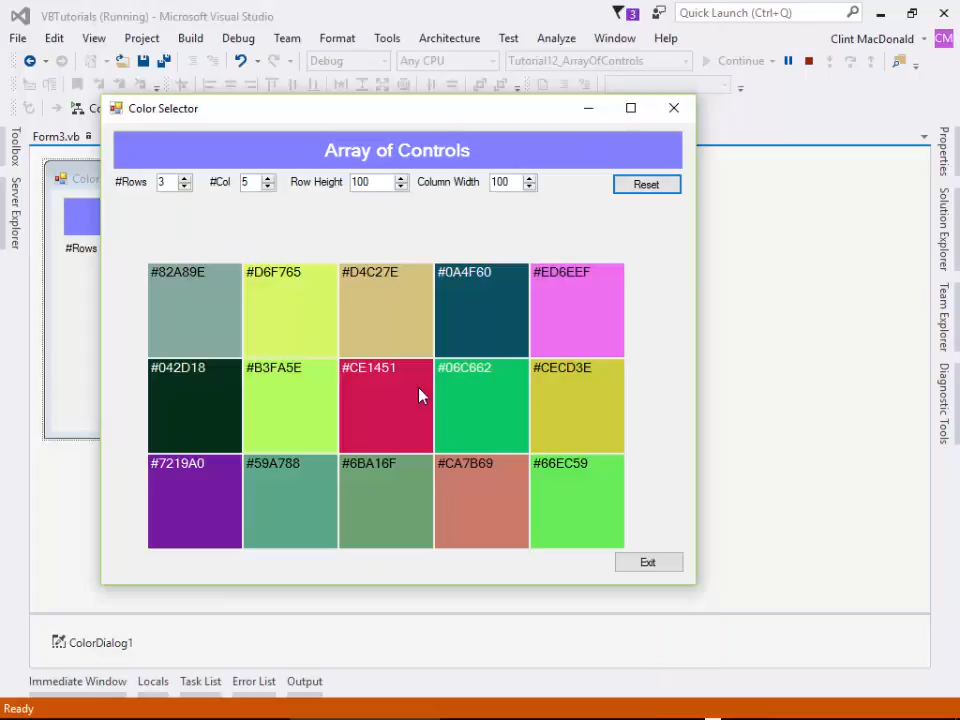 VBTutorials (Running) - Microsoft Visual Studio
3
Quick Launch (Ctrl+Q)
File Edit View Project Build Debug Team Format Tools Architecture Test Analyze Window Help
Clint MacDonald CM
Debug Any CPU Tutorial12_ArrayOfControls Continue
Color Selector
Form3.vb
Array of Controls
#Rows 3 #Col 5 Row Height 100 Column Width 100 Reset
#Rows
#82A89E #D6F765 #D4C27E #0A4F60 #ED6EEF
#042D18 #B3FA5E #CE1451 #06C662 #CECD3E
#7219A0 #59A788 #6BA16F #CA7B69 #66EC59
Exit
Toolbox
Server Explorer
Properties
Solution Explorer
Team Explorer
Diagnostic Tools
ColorDialog1
Immediate Window Locals Task List Error List Output
Ready